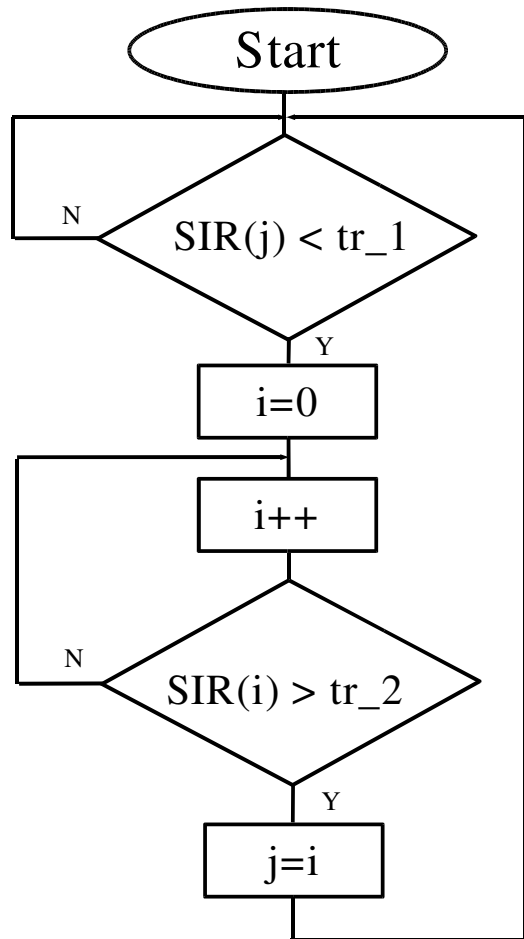 Start
N
SIR(j) < tr_1
Y
i=0
i++
N
SIR(i) > tr_2
Y
j=i